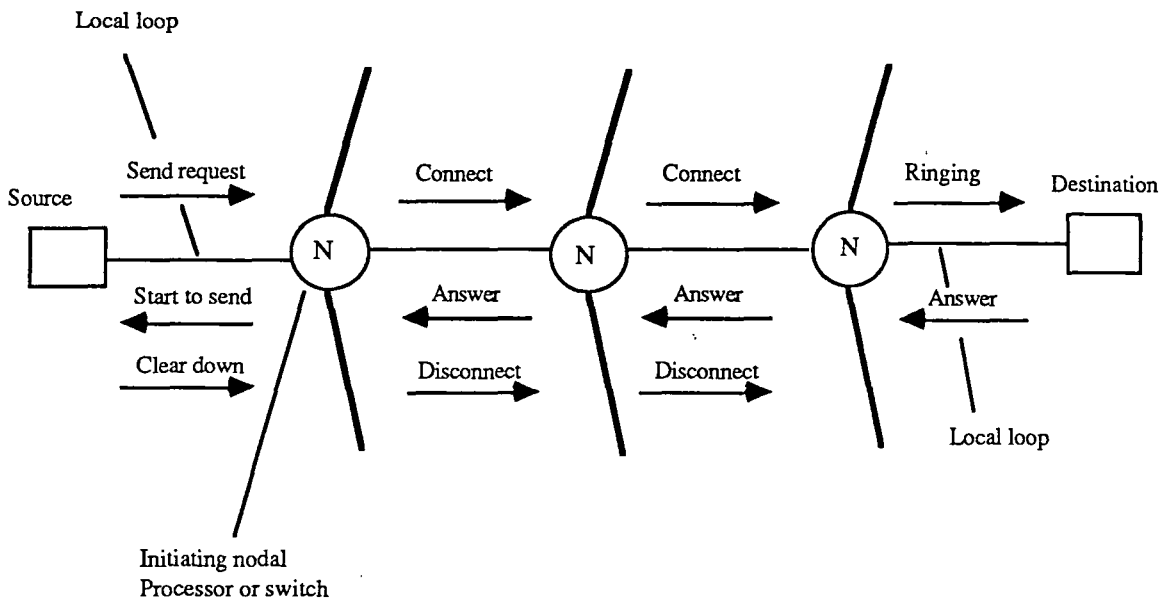 Local loop
Send request
Connect
Connect
Ringing
Source
Destination
N
N
N
Start to send
Answer
Answer
Answer
Clear down
Disconnect
Disconnect
Local loop
Initiating nodal
Processor or switch